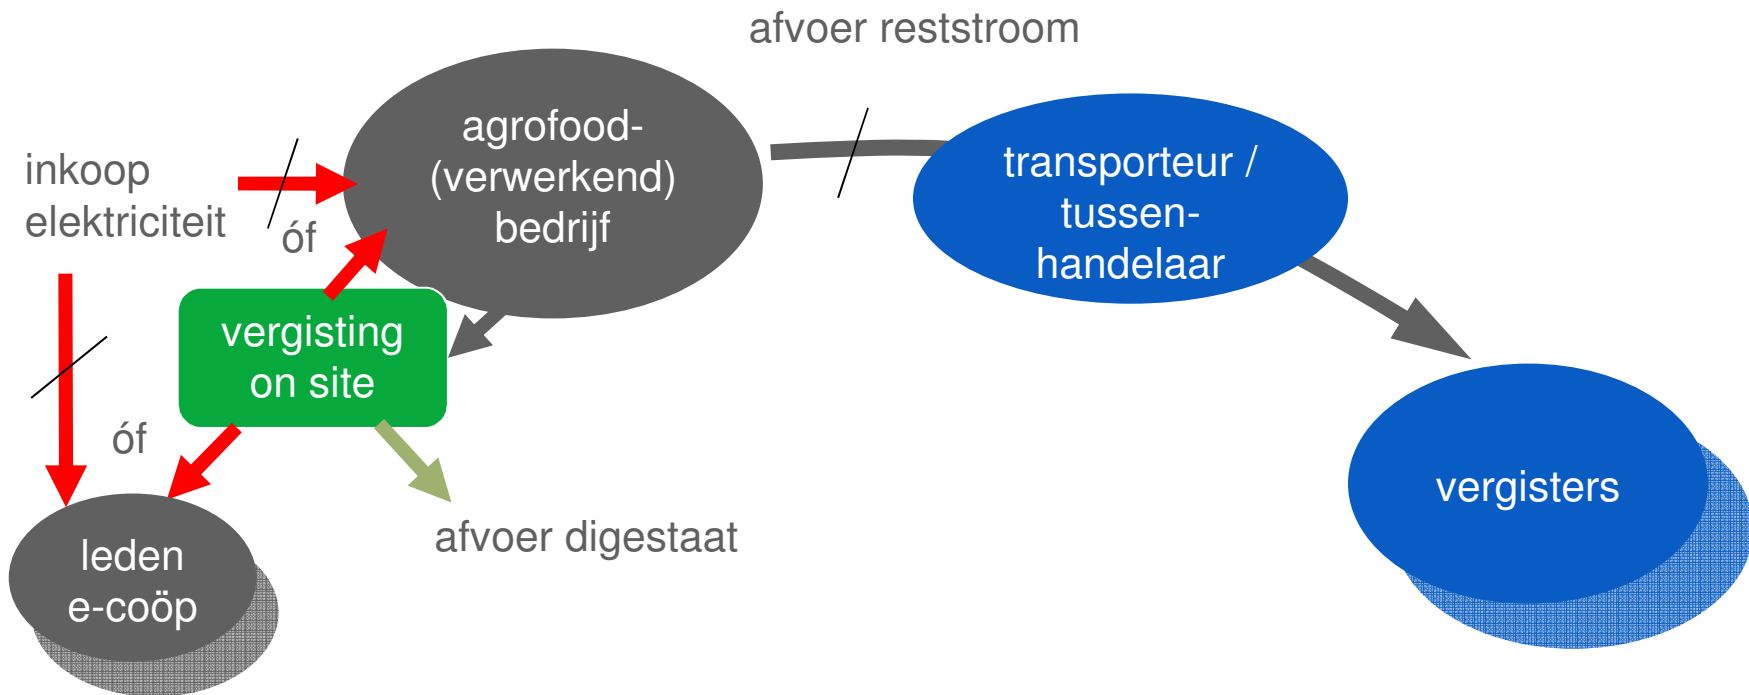 afvoer reststroom
agrofood-
(verwerkend)
bedrijf
transporteur /
tussen-
handelaar
inkoop
elektriciteit
óf
vergisting
on site
óf
vergisters
afvoer digestaat
leden
e-coöp